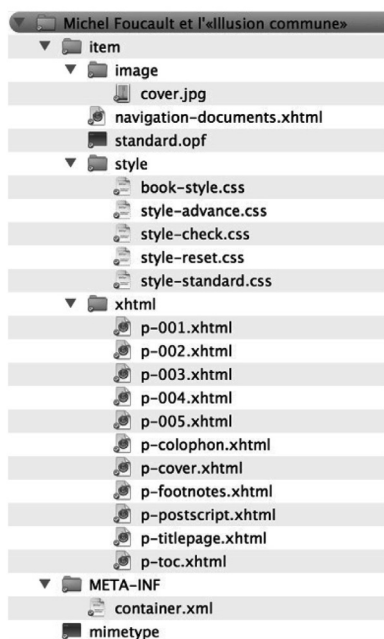 Michel Foucault et l'«Illusion commune»
item
image
cover.jpg
navigation-documents.xhtml
standard.opf
style
book-style.css
style-advance.css
style-check.css
style-reset.css
style-standard.css
xhtml
p-001.xhtml
p-002.xhtml
p-003.xhtml
p-004.xhtml
p-005.xhtml
p-colophon.xhtml
p-cover.xhtml
p-footnotes.xhtml
p-postscript.xhtml
p-titlepage.xhtml
p-toc.xhtml
META-INF
container.xml
mimetype